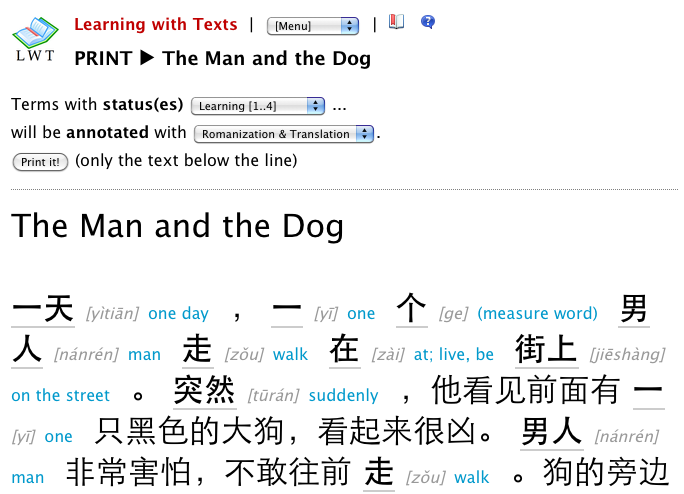 Learning with Texts | [Menu] |
LWT
PRINT ▶ The Man and the Dog
Terms with status(es) Learning [1..4] ...
will be annotated with Romanization & Translation .
Print it! (only the text below the line)
The Man and the Dog
一天 [yìtiān] one day ，一 [yī] one 个 [ge] (measure word) 男
人 [nánrén] man 走 [zǒu] walk 在 [zài] at; live, be 街上 [jiēshàng]
on the street 。 突然 [tūrán] suddenly ，他看见前面有 一
[yī] one 只黑色的大狗，看起来很凶。 男人 [nánrén]
man 非常害怕，不敢往前 走 [zǒu] walk 。狗的旁边